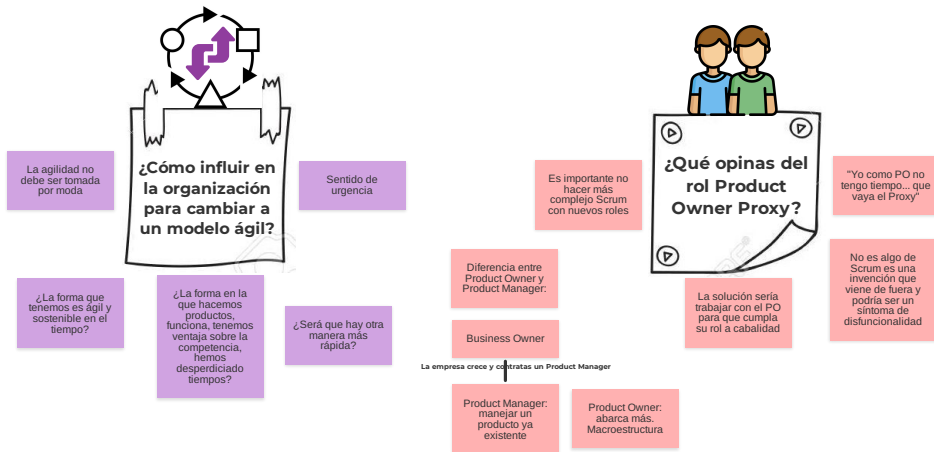 ¿Cómo influir en
la organización
para cambiar a
un modelo ágil?
La agilidad no
debe ser tomada
por moda
Sentido de
urgencia
¿La forma que
tenemos es ágil y
sostenible en el
tiempo?
¿La forma en la
que hacemos
productos,
funciona, tenemos
ventaja sobre la
competencia,
hemos
desperdiciado
tiempos?
¿Será que hay otra
manera más
rápida?
¿Qué opinas del
rol Product
Owner Proxy?
Es importante no
hacer más
complejo Scrum
con nuevos roles
"Yo como PO no
tengo tiempo... que
vaya el Proxy"
Diferencia entre
Product Owner y
Product Manager:
La solución sería
trabajar con el PO
para que cumpla
su rol a cabalidad
No es algo de
Scrum es una
invención que
viene de fuera y
podría ser un
síntoma de
disfuncionalidad
Business Owner
La empresa crece y contratas un Product Manager
Product Manager:
manejar un
producto ya
existente
Product Owner:
abarca más.
Macroestructura